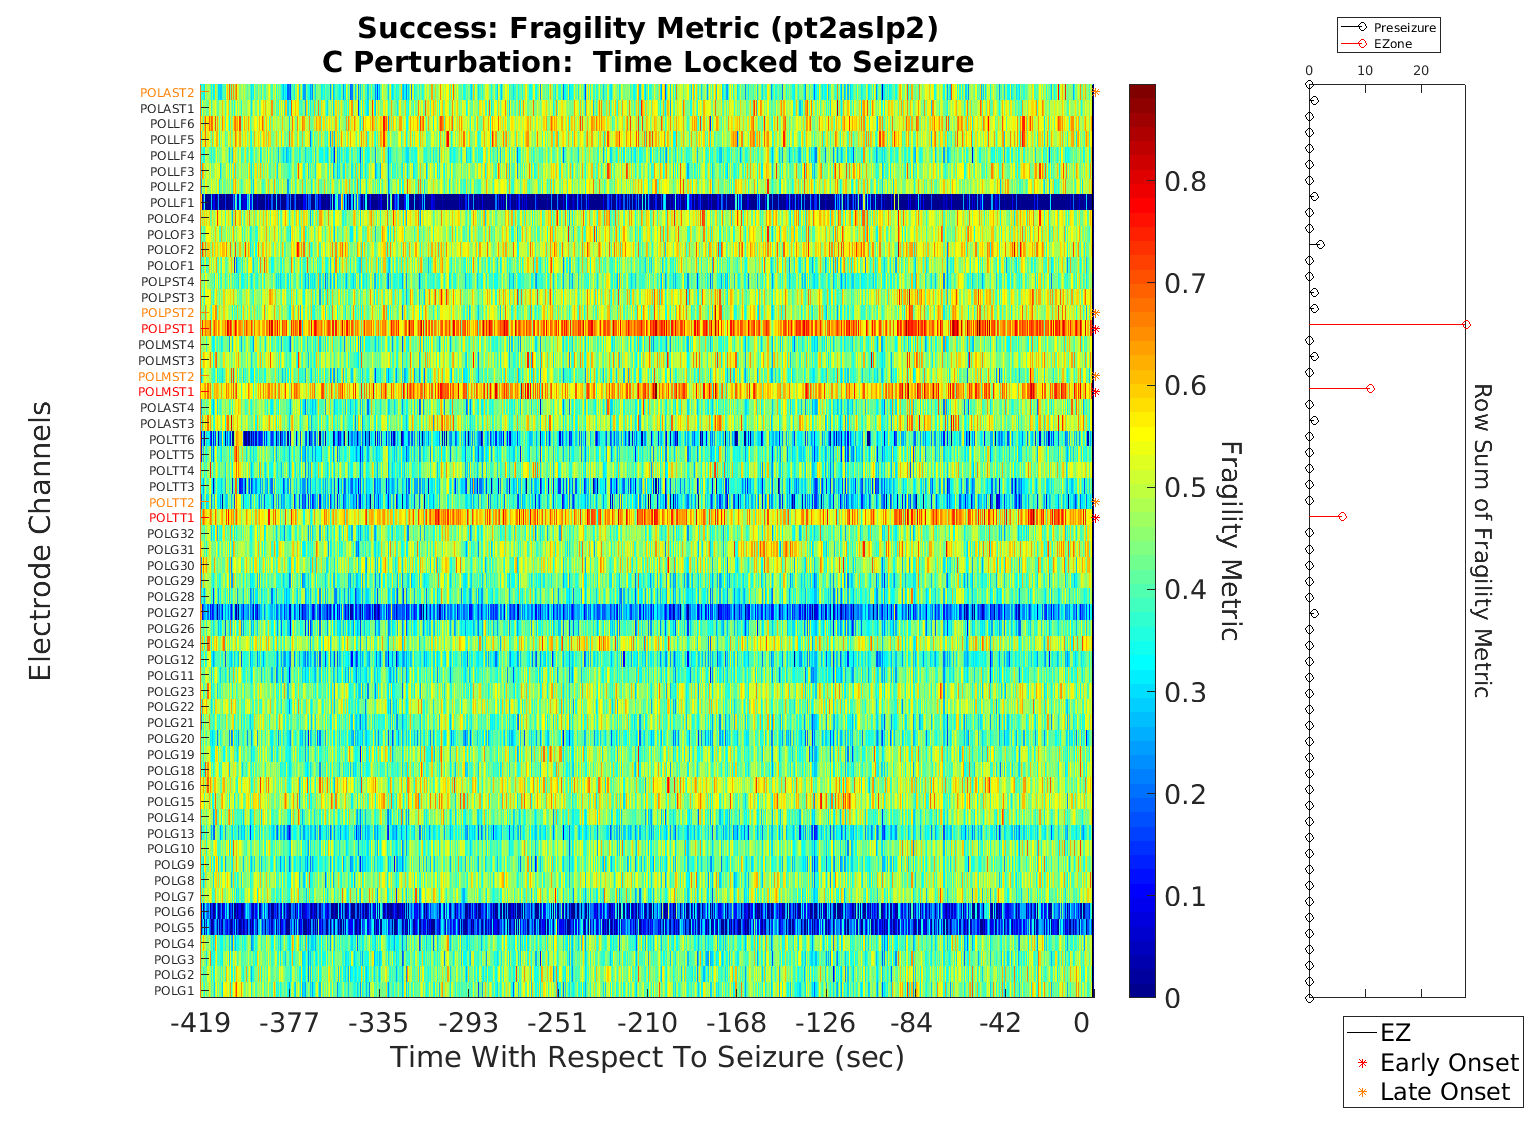 Success: Fragility Metric (pt2aslp2)
C Perturbation:  Time Locked to Seizure
Preseizure
EZone
0 10 20
Electrode Channels
POLAST2
POLAST1
POLLF6
POLLF5
POLLF4
POLLF3
POLLF2
POLLF1
POLOF4
POLOF3
POLOF2
POLOF1
POLPST4
POLPST3
POLPST2
POLPST1
POLMST4
POLMST3
POLMST2
POLMST1
POLAST4
POLAST3
POLTT6
POLTT5
POLTT4
POLTT3
POLTT2
POLTT1
POLG32
POLG31
POLG30
POLG29
POLG28
POLG27
POLG26
POLG24
POLG12
POLG11
POLG23
POLG22
POLG21
POLG20
POLG19
POLG18
POLG16
POLG15
POLG14
POLG13
POLG10
POLG9
POLG8
POLG7
POLG6
POLG5
POLG4
POLG3
POLG2
POLG1
-419 -377 -335 -293 -251 -210 -168 -126 -84 -42 0
Time With Respect To Seizure (sec)
0.8
0.7
0.6
0.5
0.4
0.3
0.2
0.1
0
Fragility Metric
Row Sum of Fragility Metric
EZ
Early Onset
Late Onset